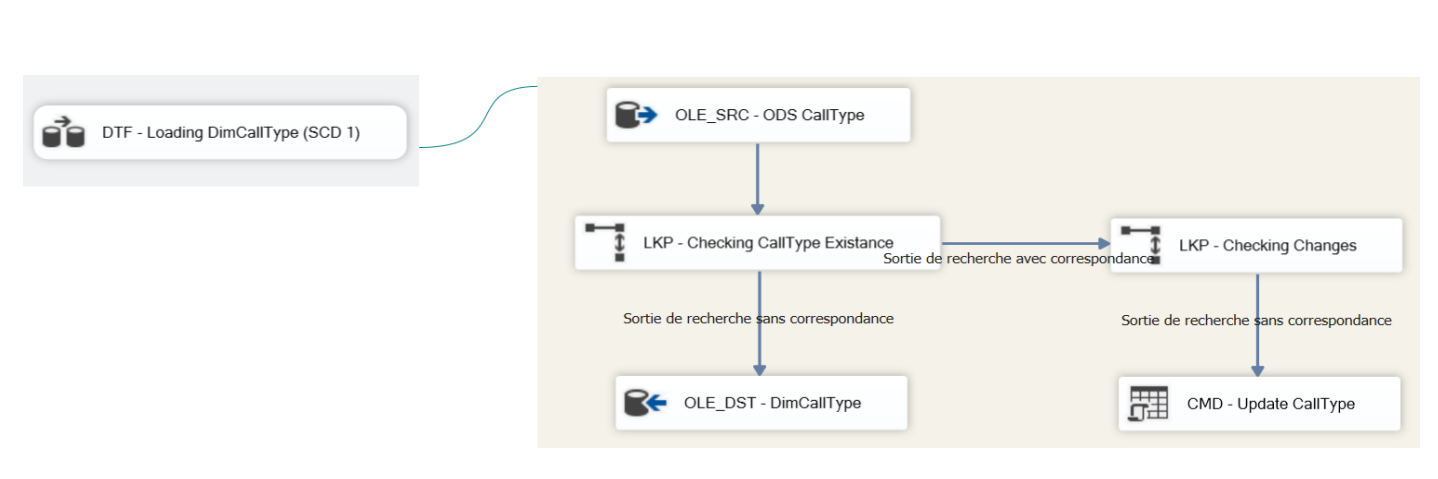 OLE_SRC - ODS CallType
DTF - Loading DimCallType (SCD 1)
LKP - Checking CallType Existance
LKP - Checking Changes
Sortie de recherche avec correspondance
Sortie de recherche sans correspondance
Sortie de recherche sans correspondance
OLE_DST - DimCallType
CMD - Update CallType